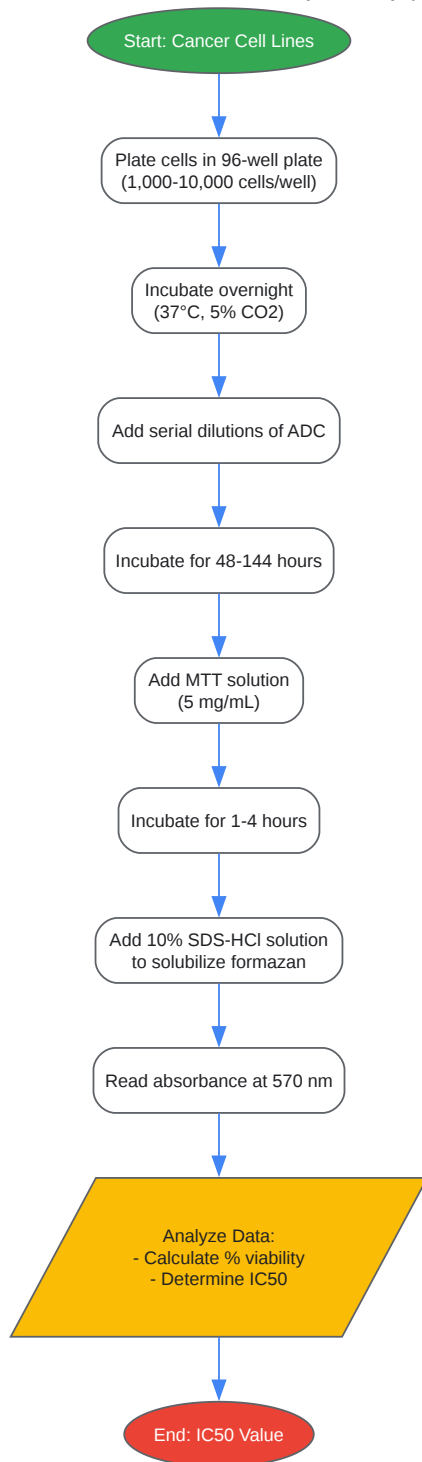 Start: Cancer Cell Lines
Plate cells in 96-well plate
(1,000-10,000 cells/well)
Incubate overnight
(37°C, 5% CO2)
Add serial dilutions of ADC
Incubate for 48-144 hours
Add MTT solution
(5 mg/mL)
Incubate for 1-4 hours
Add 10% SDS-HCl solution
to solubilize formazan
Read absorbance at 570 nm
Analyze Data:
- Calculate % viability
- Determine IC50
End: IC50 Value